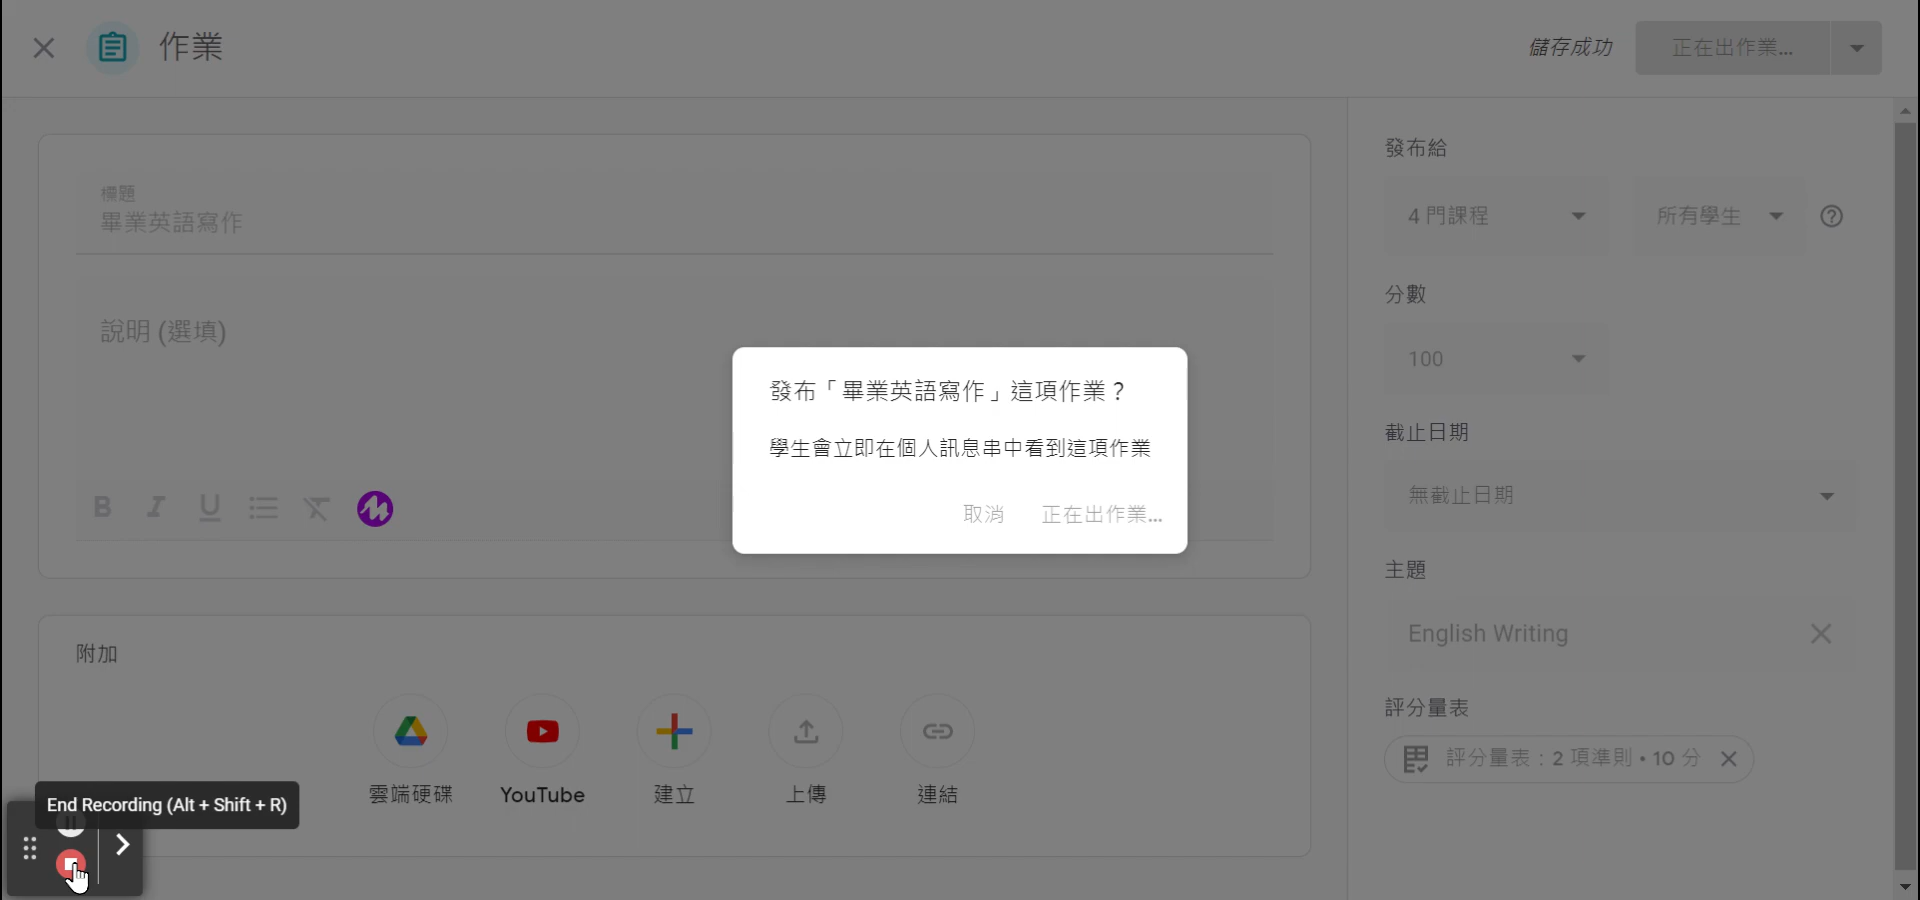 作業
儲存成功
正在出作業...
標題
畢業英語寫作
說明 (選填)
發布「畢業英語寫作」這項作業？
學生會立即在個人訊息串中看到這項作業
取消
正在出作業...
附加
雲端硬碟
YouTube
建立
上傳
連結
發布給
4 門課程
所有學生
分數
100
截止日期
無截止日期
主題
English Writing
評分量表
評分量表：2 項準則 • 10 分
End Recording (Alt + Shift + R)